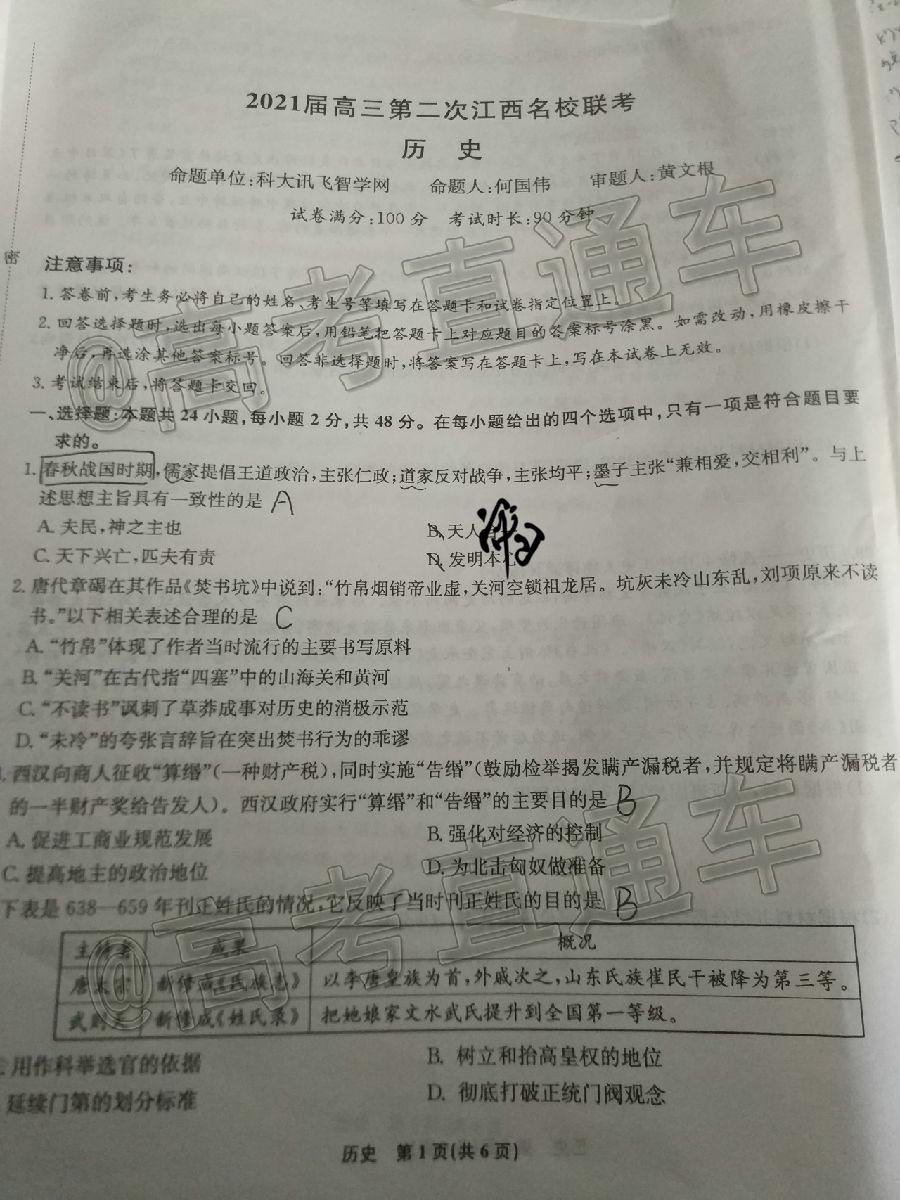 2021届高三第二次江西名校联考
历 史
命题单位:科大讯飞智学网 命题人:何国伟 审题人:黄文根
试卷满分:100分 考试时长:90分钟
密
注意事项:
1.答卷前,考生务必将自己的姓名、考生号等填写在答题卡和试卷指定位置上。
2.回答选择题时,选出每小题答案后,用铅笔把答题卡上对应题目的答案标号涂黑。如需改动,用橡皮擦干
净后,再选涂其他答案标号。回答非选择题时,将答案写在答题卡上,写在本试卷上无效。
3.考试结束后,将答题卡交回。
一、选择题:本题共24小题,每小题2分,共48分。在每小题给出的四个选项中,只有一项是符合题目要
求的。
1.春秋战国时期,儒家提倡王道政治,主张仁政;道家反对战争,主张均平;墨子主张“兼相爱,交相利”。与上
述思想主旨具有一致性的是 A
A.夫民,神之主也 B.天人
C.天下兴亡,匹夫有责 D.发明本心
2.唐代章碣在其作品《焚书坑》中说到:“竹帛烟销帝业虚,关河空锁祖龙居。坑灰未冷山东乱,刘项原来不读
书。”以下相关表述合理的是 C
A.“竹帛”体现了作者当时流行的主要书写原料
B.“关河”在古代指“四塞”中的山海关和黄河
C.“不读书”讽刺了草莽成事对历史的消极示范
D.“未冷”的夸张言辞旨在突出焚书行为的乖谬
西汉向商人征收“算缗”(一种财产税),同时实施“告缗”(鼓励检举揭发瞒产漏税者,并规定将瞒产漏税者
的一半财产奖给告发人)。西汉政府实行“算缗”和“告缗”的主要目的是 B
A.促进工商业规范发展 B.强化对经济的控制
C.提高地主的政治地位 D.为北击匈奴做准备
下表是638—659年刊正姓氏的情况,它反映了当时刊正姓氏的目的是 B
主持者 成果 概况
唐太宗 新修成《氏族志》 以李唐皇族为首,外戚次之,山东氏族崔民干被降为第三等。
武则天 新修成《姓氏录》 把她娘家文水武氏提升到全国第一等级。
用作科举选官的依据 B. 树立和抬高皇权的地位
延续门第的划分标准 D. 彻底打破正统门阀观念
历史 第1页(共6页)
@高考直通车
@高考直通车